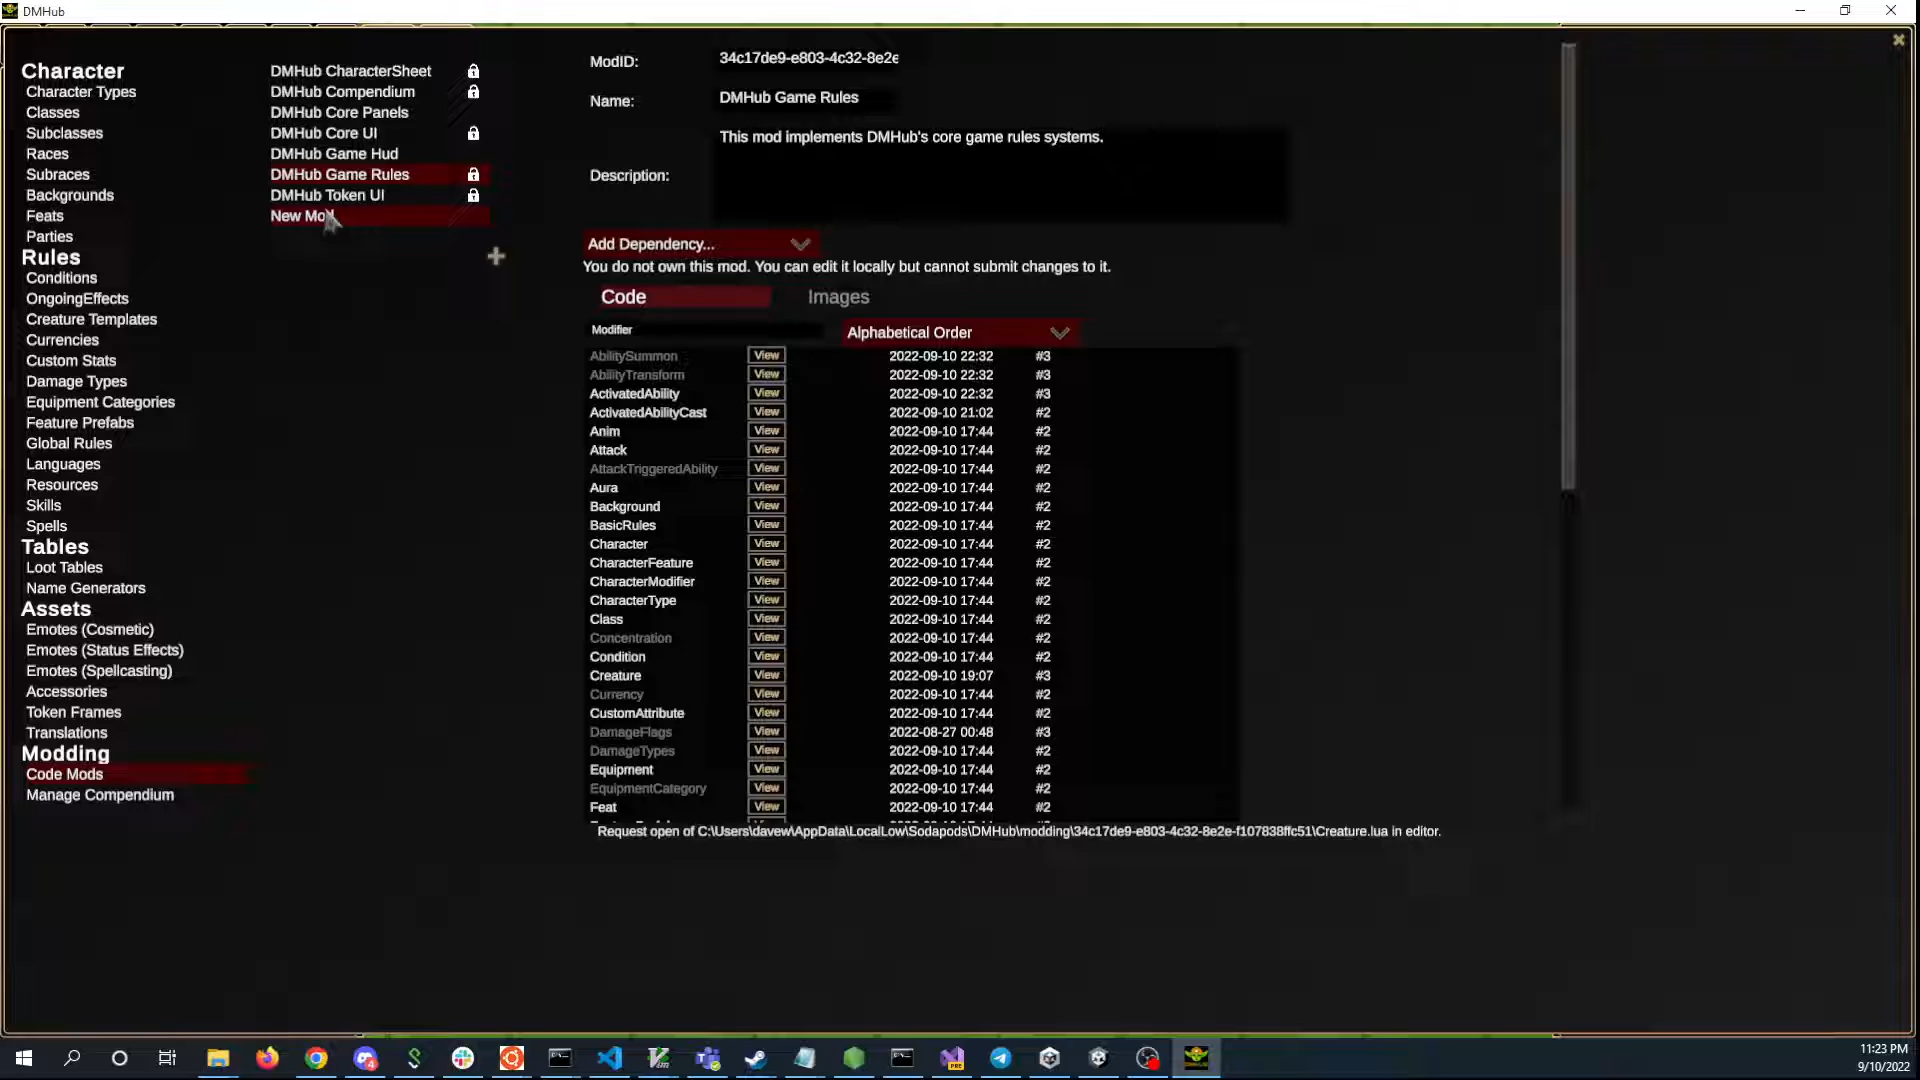 DMHub
Character
Character Types
Classes
Subclasses
Races
Subraces
Backgrounds
Feats
Parties
Rules
Conditions
OngoingEffects
Creature Templates
Currencies
Custom Stats
Damage Types
Equipment Categories
Feature Prefabs
Global Rules
Languages
Resources
Skills
Spells
Tables
Loot Tables
Name Generators
Assets
Emotes (Cosmetic)
Emotes (Status Effects)
Emotes (Spellcasting)
Accessories
Token Frames
Translations
Modding
Code Mods
Manage Compendium
DMHub CharacterSheet
DMHub Compendium
DMHub Core Panels
DMHub Core UI
DMHub Game Hud
DMHub Game Rules
DMHub Token UI
New Mod
ModID: 34c17de9-e803-4c32-8e2e
Name: DMHub Game Rules
This mod implements DMHub's core game rules systems.
Description:
Add Dependency...
You do not own this mod. You can edit it locally but cannot submit changes to it.
Code Images
Modifier Alphabetical Order
AbilitySummon View 2022-09-10 22:32 #3
AbilityTransform View 2022-09-10 22:32 #3
ActivatedAbility View 2022-09-10 22:32 #3
ActivatedAbilityCast View 2022-09-10 21:02 #2
Anim View 2022-09-10 17:44 #2
Attack View 2022-09-10 17:44 #2
AttackTriggeredAbility View 2022-09-10 17:44 #2
Aura View 2022-09-10 17:44 #2
Background View 2022-09-10 17:44 #2
BasicRules View 2022-09-10 17:44 #2
Character View 2022-09-10 17:44 #2
CharacterFeature View 2022-09-10 17:44 #2
CharacterModifier View 2022-09-10 17:44 #2
CharacterType View 2022-09-10 17:44 #2
Class View 2022-09-10 17:44 #2
Concentration View 2022-09-10 17:44 #2
Condition View 2022-09-10 17:44 #2
Creature View 2022-09-10 19:07 #3
Currency View 2022-09-10 17:44 #2
CustomAttribute View 2022-09-10 17:44 #2
DamageFlags View 2022-08-27 00:48 #3
DamageTypes View 2022-09-10 17:44 #2
Equipment View 2022-09-10 17:44 #2
EquipmentCategory View 2022-09-10 17:44 #2
Feat View 2022-09-10 17:44 #2
Request open of C:\Users\davew\AppData\LocalLow\Sodapods\DMHub\modding\34c17de9-e803-4c32-8e2e-f107838ffc51\Creature.lua in editor.
11:23 PM
9/10/2022